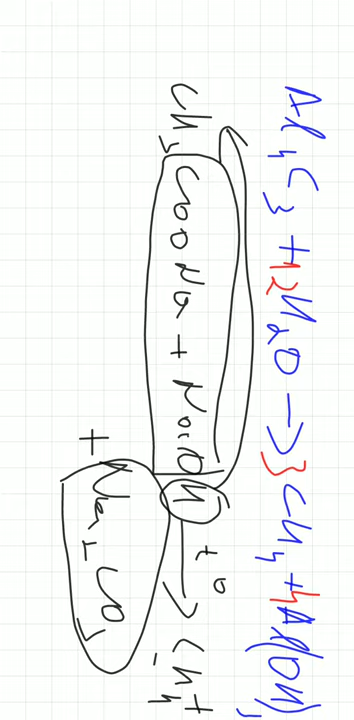 Al₄C₃ + 12H₂O → 3CH₄ + 4Al(OH)₃
CH₃COONa + NaOH t° → CH₄ +
+ Na₂CO₃